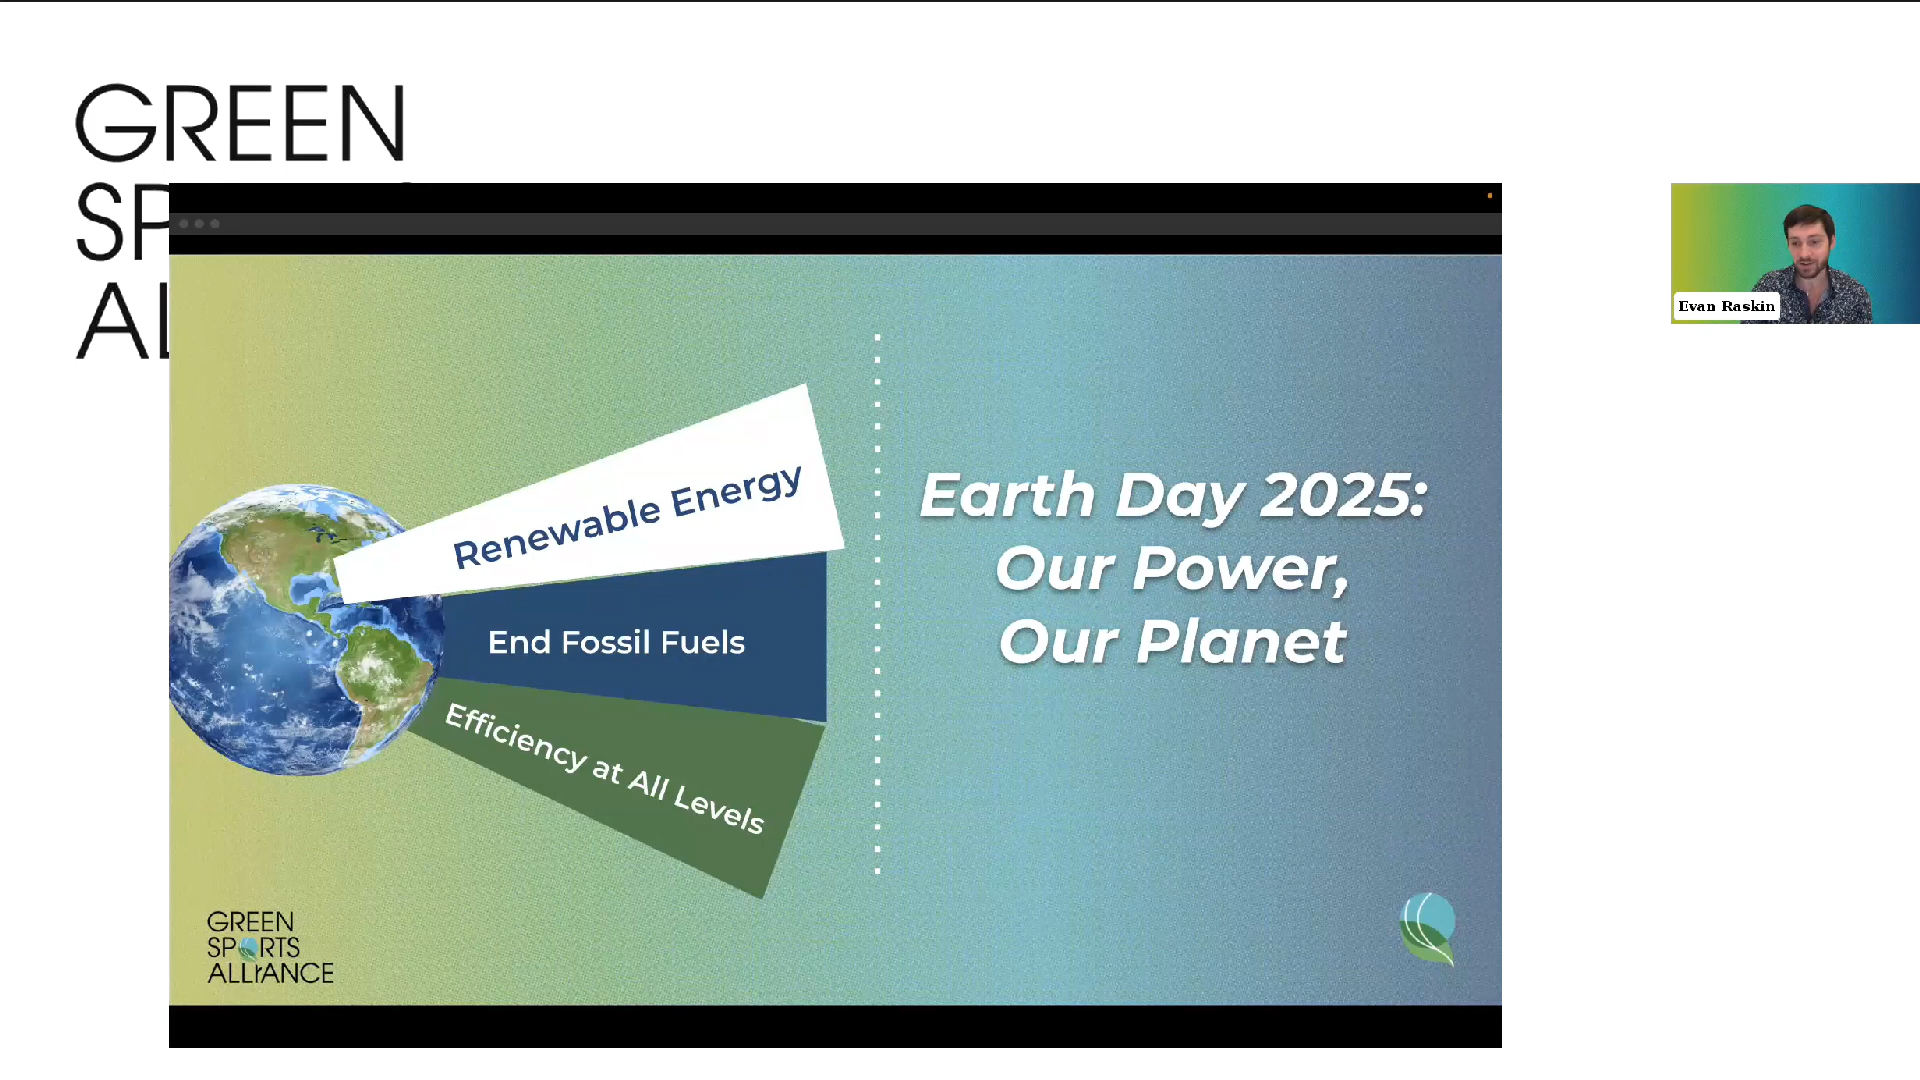 GREEN
SP
AL
Renewable Energy
End Fossil Fuels
Efficiency at All Levels
Earth Day 2025:
Our Power,
Our Planet
GREEN
SPORTS
ALLIANCE
Evan Raskin